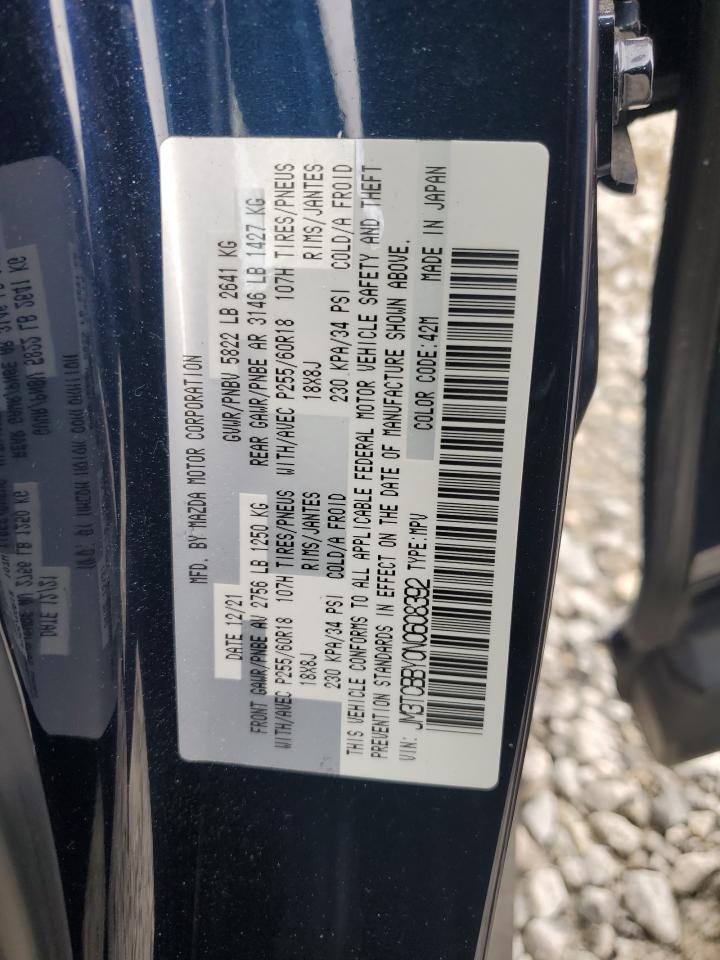 MFD. BY MAZDA MOTOR CORPORATION
DATE 12/21 GVWR/PNBV 5822 LB 2641 KG
FRONT GAWR/PNBE AV 2756 LB 1250 KG REAR GAWR/PNBE AR 3146 LB 1427 KG
WITH/AVEC P255/60R18 107H TIRES/PNEUS WITH/AVEC P255/60R18 107H TIRES/PNEUS
18X8J RIMS/JANTES 18X8J RIMS/JANTES
230 KPA/34 PSI COLD/A FROID 230 KPA/34 PSI COLD/A FROID
THIS VEHICLE CONFORMS TO ALL APPLICABLE FEDERAL MOTOR VEHICLE SAFETY AND THEFT
PREVENTION STANDARDS IN EFFECT ON THE DATE OF MANUFACTURE SHOWN ABOVE.
VIN: JM3TCBBY0N0608392 TYPE:MPV COLOR CODE:42M MADE IN JAPAN